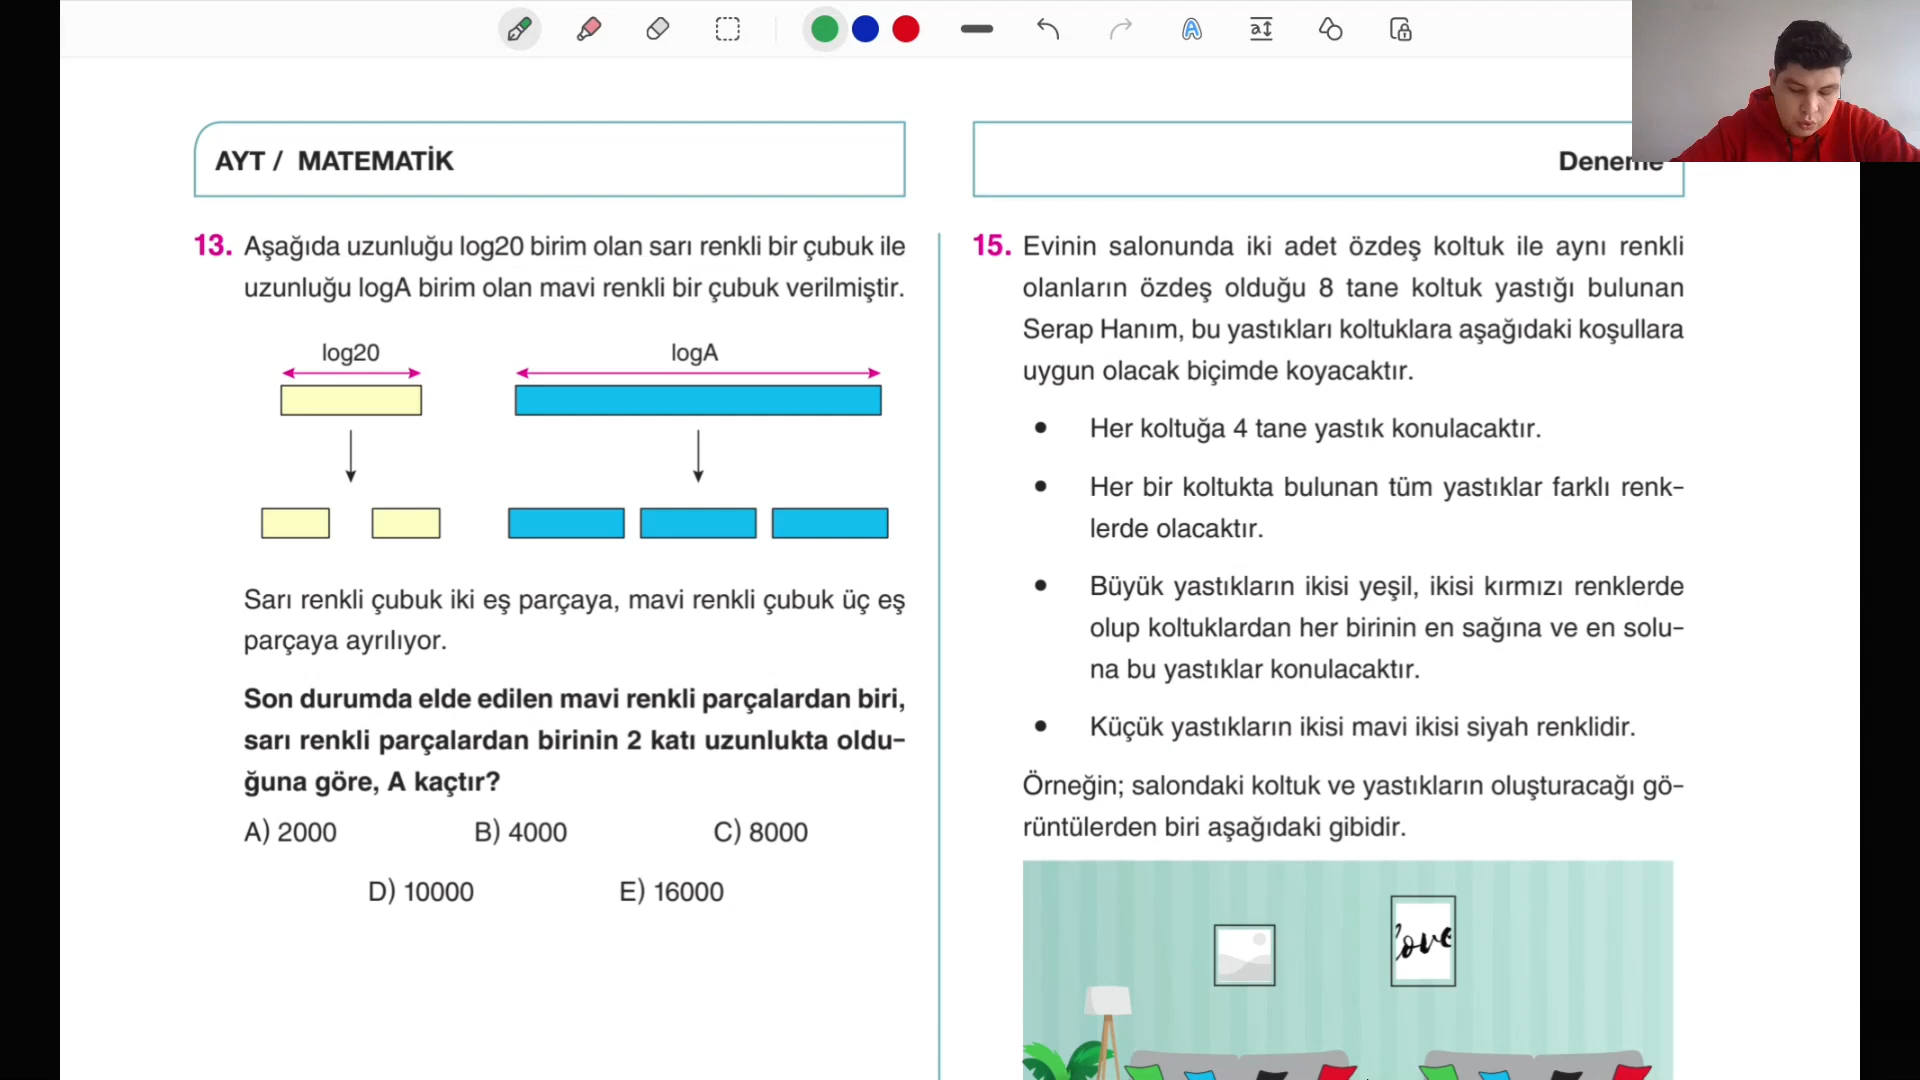 AYT / MATEMATİK
Deneme
13. Aşağıda uzunluğu log20 birim olan sarı renkli bir çubuk ile
uzunluğu logA birim olan mavi renkli bir çubuk verilmiştir.
log20
logA
Sarı renkli çubuk iki eş parçaya, mavi renkli çubuk üç eş
parçaya ayrılıyor.
Son durumda elde edilen mavi renkli parçalardan biri,
sarı renkli parçalardan birinin 2 katı uzunlukta oldu-
ğuna göre, A kaçtır?
A) 2000 B) 4000 C) 8000
D) 10000 E) 16000
15. Evinin salonunda iki adet özdeş koltuk ile aynı renkli
olanların özdeş olduğu 8 tane koltuk yastığı bulunan
Serap Hanım, bu yastıkları koltuklara aşağıdaki koşullara
uygun olacak biçimde koyacaktır.
• Her koltuğa 4 tane yastık konulacaktır.
• Her bir koltukta bulunan tüm yastıklar farklı renk-
lerde olacaktır.
• Büyük yastıkların ikisi yeşil, ikisi kırmızı renklerde
olup koltuklardan her birinin en sağına ve en solu-
na bu yastıklar konulacaktır.
• Küçük yastıkların ikisi mavi ikisi siyah renklidir.
Örneğin; salondaki koltuk ve yastıkların oluşturacağı gö-
rüntülerden biri aşağıdaki gibidir.
love